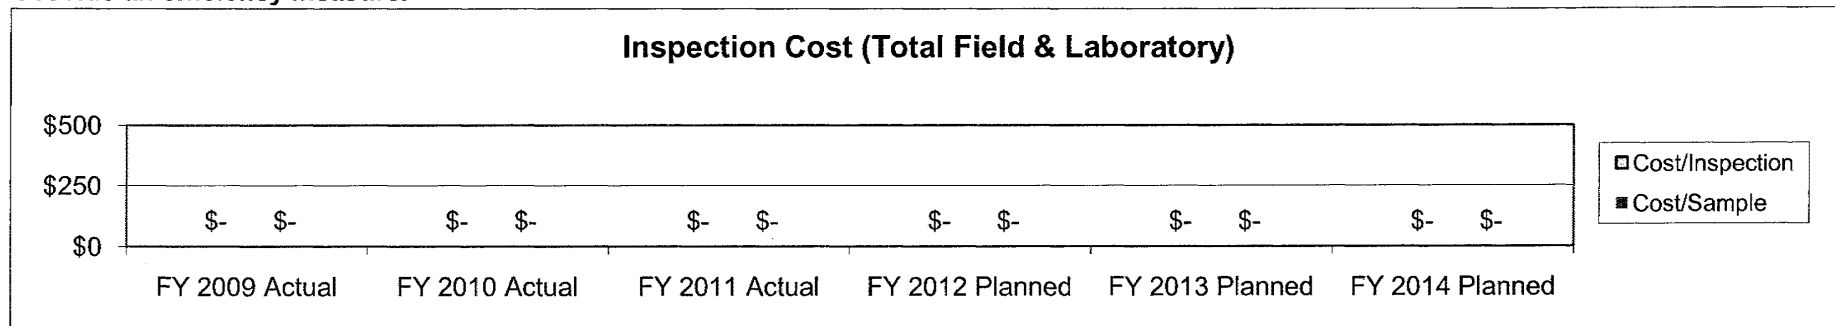 Inspection Cost (Total Field & Laboratory)
$500
$250
$0
$- $- $- $- $- $- $- $- $- $- $- $-
FY 2009 Actual FY 2010 Actual FY 2011 Actual FY 2012 Planned FY 2013 Planned FY 2014 Planned
Cost/Inspection
Cost/Sample